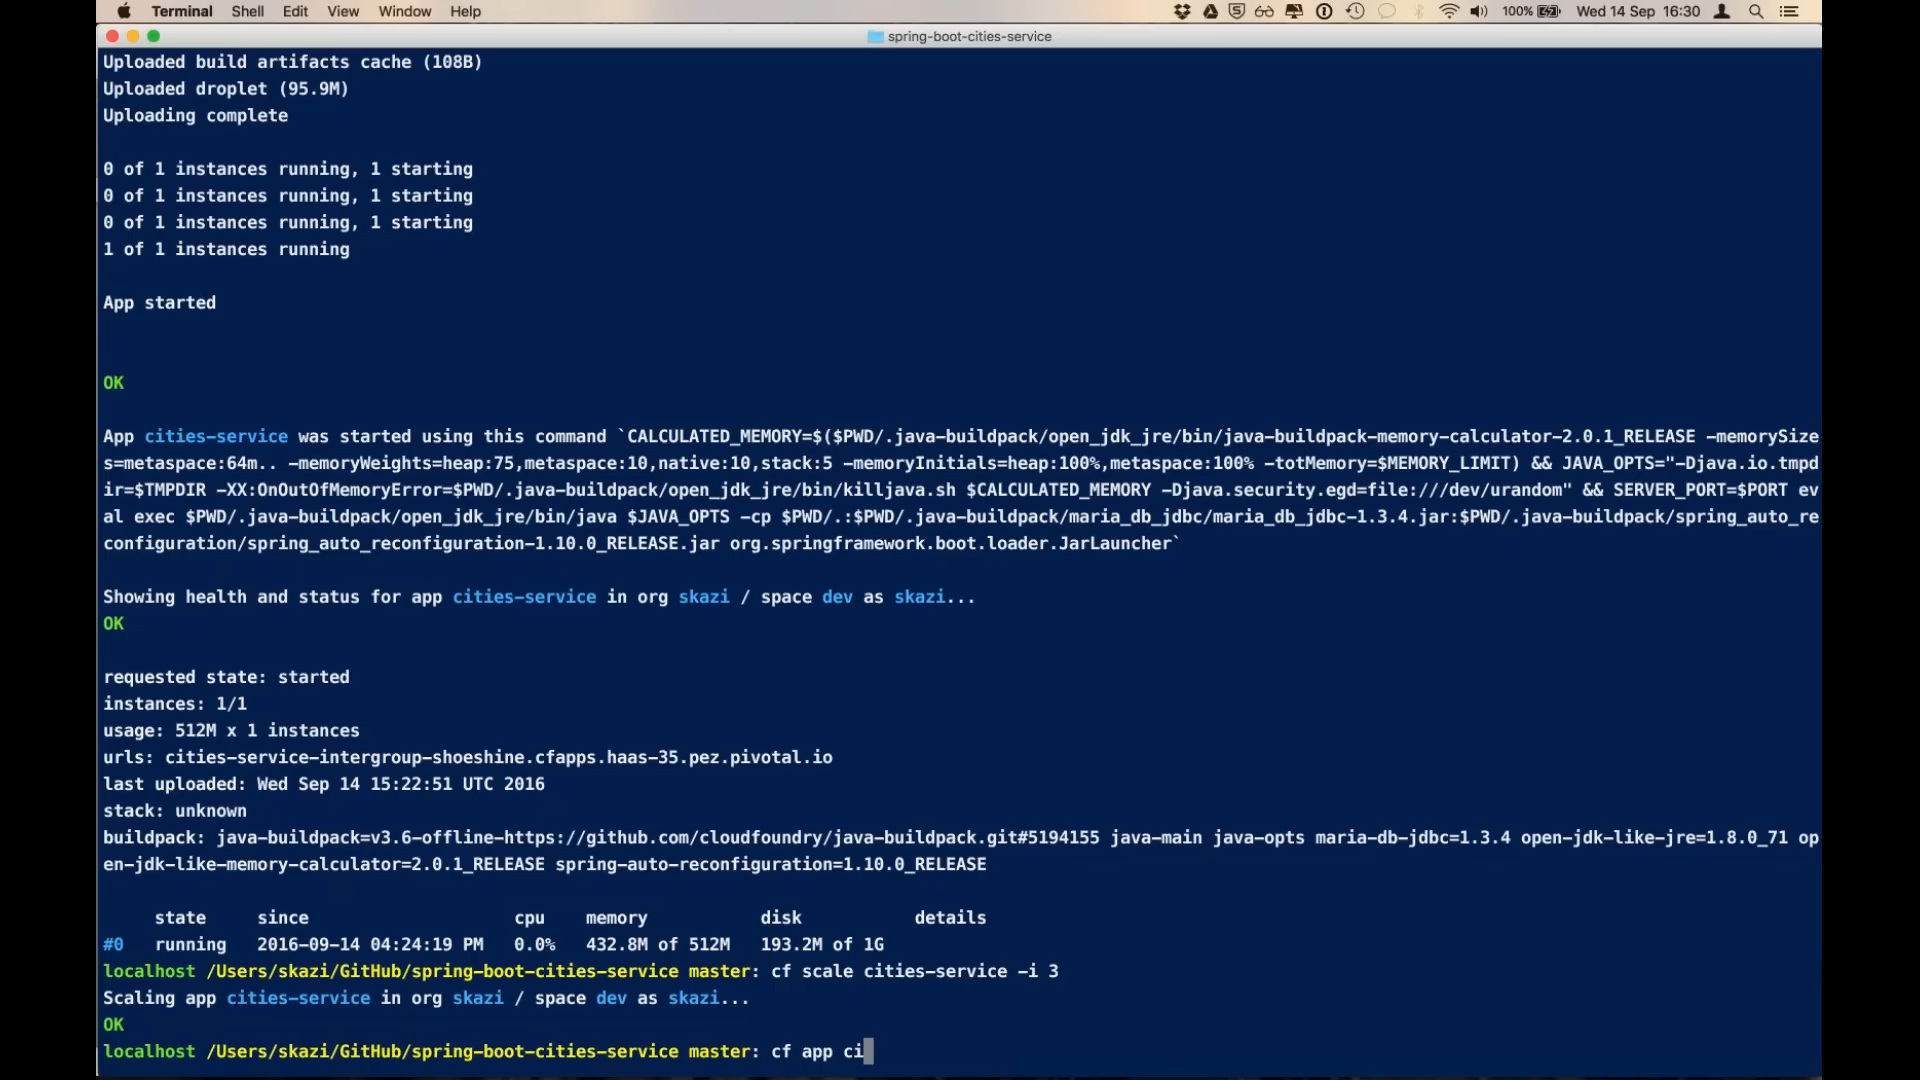 Terminal Shell Edit View Window Help 100% Wed 14 Sep 16:30
spring-boot-cities-service
Uploaded build artifacts cache (108B)
Uploaded droplet (95.9M)
Uploading complete
0 of 1 instances running, 1 starting
0 of 1 instances running, 1 starting
0 of 1 instances running, 1 starting
1 of 1 instances running
App started
OK
App cities-service was started using this command `CALCULATED_MEMORY=$($PWD/.java-buildpack/open_jdk_jre/bin/java-buildpack-memory-calculator-2.0.1_RELEASE -memorySize
s=metaspace:64m.. -memoryWeights=heap:75,metaspace:10,native:10,stack:5 -memoryInitials=heap:100%,metaspace:100% -totMemory=$MEMORY_LIMIT) && JAVA_OPTS="-Djava.io.tmpd
ir=$TMPDIR -XX:OnOutOfMemoryError=$PWD/.java-buildpack/open_jdk_jre/bin/killjava.sh $CALCULATED_MEMORY -Djava.security.egd=file:///dev/urandom" && SERVER_PORT=$PORT ev
al exec $PWD/.java-buildpack/open_jdk_jre/bin/java $JAVA_OPTS -cp $PWD/.:$PWD/.java-buildpack/maria_db_jdbc/maria_db_jdbc-1.3.4.jar:$PWD/.java-buildpack/spring_auto_re
configuration/spring_auto_reconfiguration-1.10.0_RELEASE.jar org.springframework.boot.loader.JarLauncher`
Showing health and status for app cities-service in org skazi / space dev as skazi...
OK
requested state: started
instances: 1/1
usage: 512M x 1 instances
urls: cities-service-intergroup-shoeshine.cfapps.haas-35.pez.pivotal.io
last uploaded: Wed Sep 14 15:22:51 UTC 2016
stack: unknown
buildpack: java-buildpack=v3.6-offline-https://github.com/cloudfoundry/java-buildpack.git#5194155 java-main java-opts maria-db-jdbc=1.3.4 open-jdk-like-jre=1.8.0_71 op
en-jdk-like-memory-calculator=2.0.1_RELEASE spring-auto-reconfiguration=1.10.0_RELEASE
state since cpu memory disk details
#0 running 2016-09-14 04:24:19 PM 0.0% 432.8M of 512M 193.2M of 1G
localhost /Users/skazi/GitHub/spring-boot-cities-service master: cf scale cities-service -i 3
Scaling app cities-service in org skazi / space dev as skazi...
OK
localhost /Users/skazi/GitHub/spring-boot-cities-service master: cf app ci